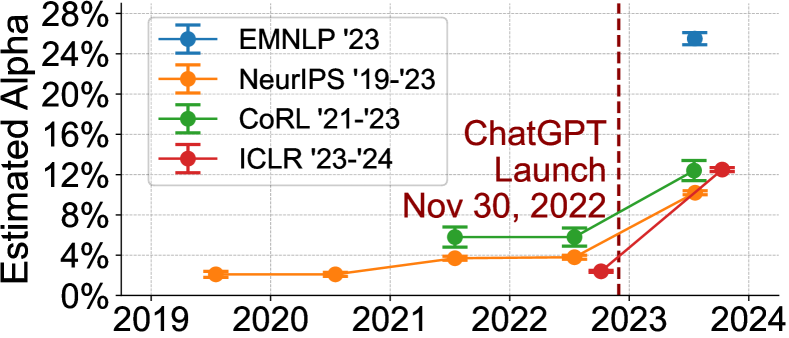 28%
24%
20%
16%
12%
8%
4%
0%
Estimated Alpha
EMNLP '23
NeurIPS '19-'23
CoRL '21-'23
ICLR '23-'24
ChatGPT
Launch
Nov 30, 2022
2019 2020 2021 2022 2023 2024